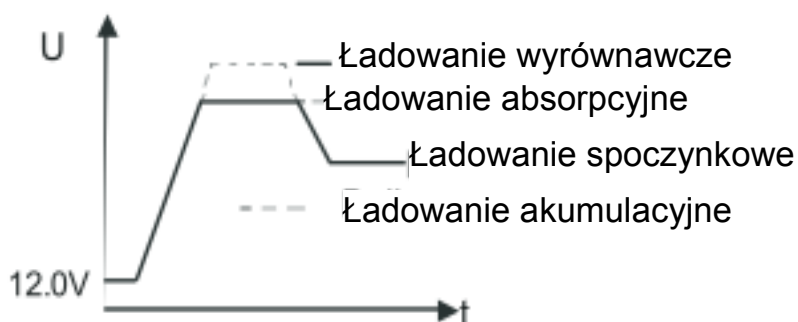 U
Ładowanie wyrównawcze
Ładowanie absorpcyjne
Ładowanie spoczynkowe
Ładowanie akumulacyjne
12.0V
t